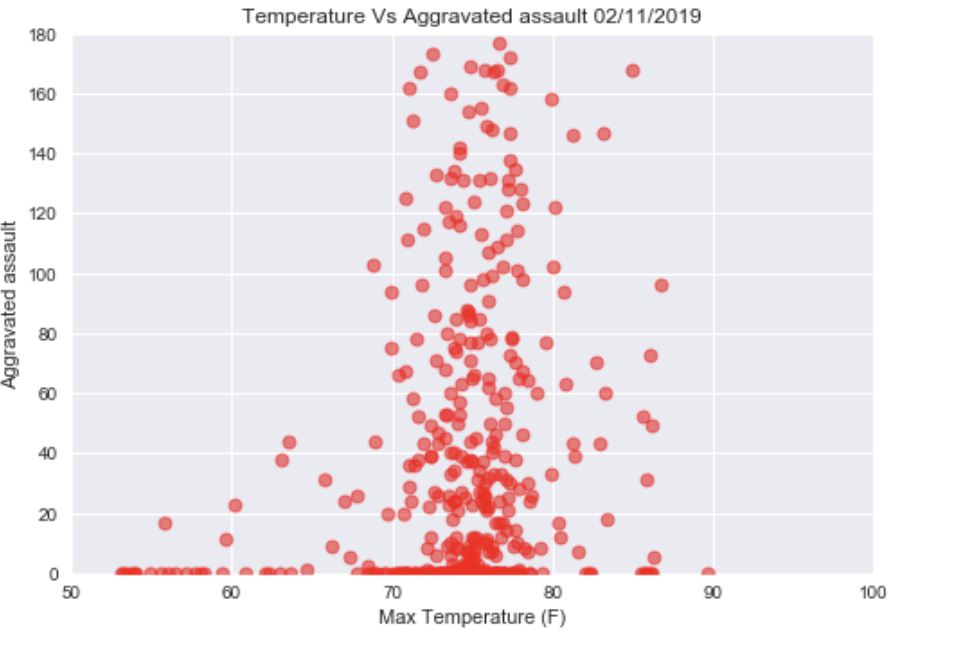 Temperature Vs Aggravated assault 02/11/2019
180
160
140
120
100
80
60
40
20
0
Aggravated assault
50 60 70 80 90 100
Max Temperature (F)